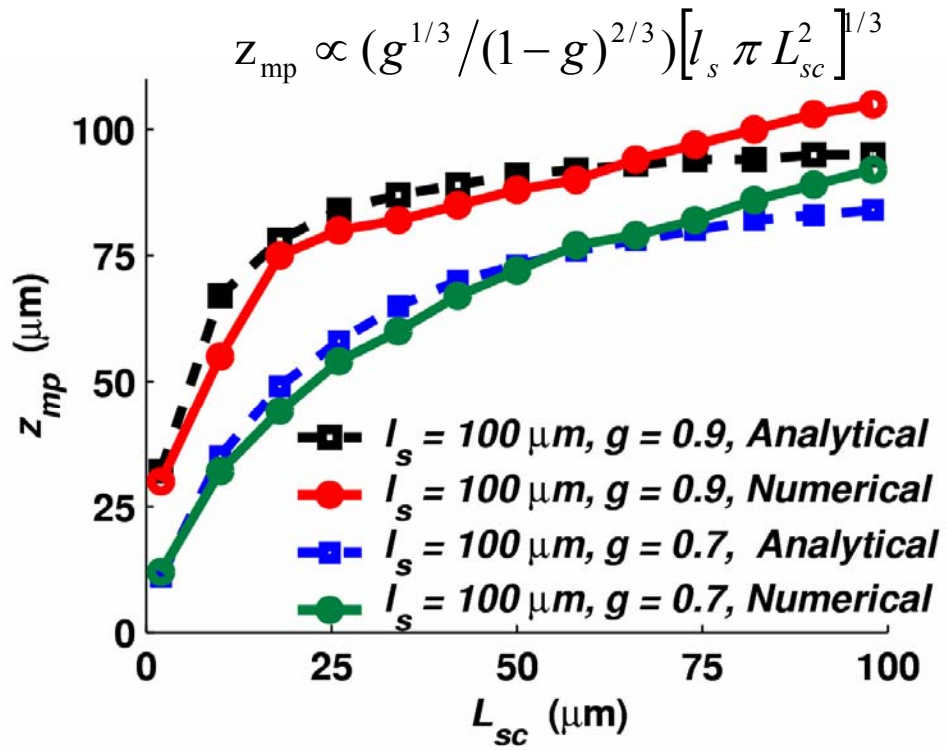 z_mp ∝ (g^{1/3}/(1−g)^{2/3})[l_s π L_{sc}^2]^{1/3}
100
75
50
25
0
z_mp (μm)
l_s = 100 μm, g = 0.9, Analytical
l_s = 100 μm, g = 0.9, Numerical
l_s = 100 μm, g = 0.7, Analytical
l_s = 100 μm, g = 0.7, Numerical
0 25 50 75 100
L_sc (μm)